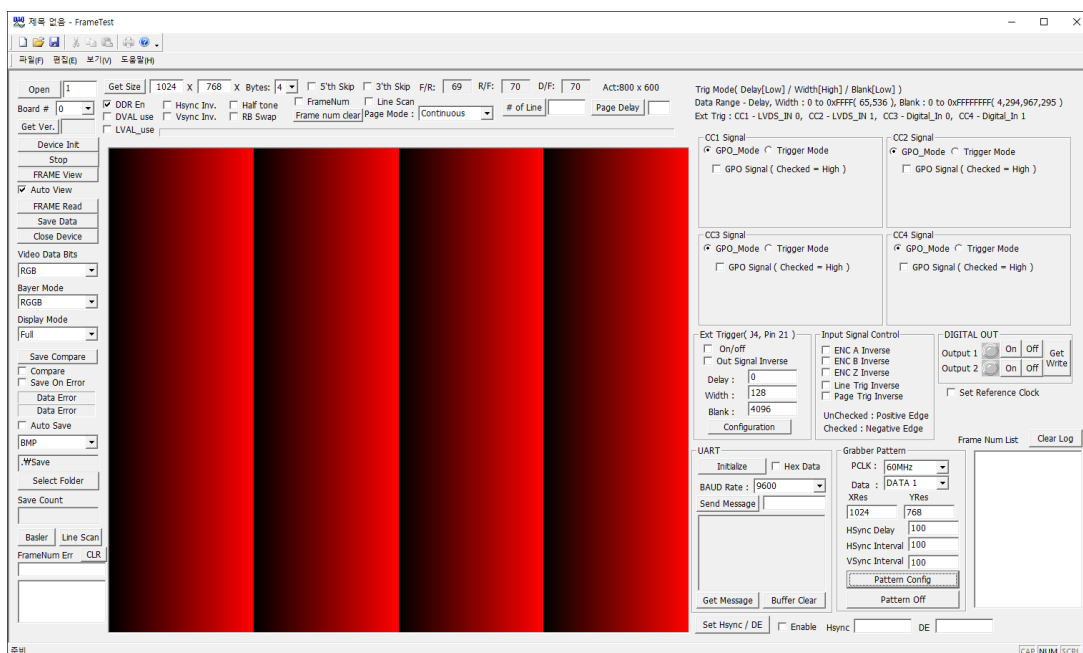 제목 없음 - FrameTest
파일(F) 편집(E) 보기(V) 도움말(H)
Open 1 Get Size 1024 X 768 X Bytes: 4 5'th Skip 3'th Skip F/R: 69 R/F: 70 D/F: 70 Act:800 x 600
Board # 0 DDR En Hsync Inv. Half tone FrameNum Line Scan # of Line Page Delay
DVAL use Vsync Inv. RB Swap Frame num clear Page Mode : Continuous
Get Ver. LVAL_use
Device Init
Stop
FRAME View
Auto View
FRAME Read
Save Data
Close Device
Video Data Bits
RGB
Bayer Mode
RGGB
Display Mode
Full
Save Compare
Compare
Save On Error
Data Error
Data Error
Auto Save
BMP
.₩Save
Select Folder
Save Count
Basler Line Scan
FrameNum Err CLR
Trig Mode( Delay[Low] / Width[High] / Blank[Low] )
Data Range - Delay, Width : 0 to 0xFFFF( 65,536 ), Blank : 0 to 0xFFFFFFFF( 4,294,967,295 )
Ext Trig : CC1 - LVDS_IN 0, CC2 - LVDS_IN 1, CC3 - Digital_In 0, CC4 - Digital_In 1
CC1 Signal
GPO_Mode Trigger Mode
GPO Signal ( Checked = High )
CC2 Signal
GPO_Mode Trigger Mode
GPO Signal ( Checked = High )
CC3 Signal
GPO_Mode Trigger Mode
GPO Signal ( Checked = High )
CC4 Signal
GPO_Mode Trigger Mode
GPO Signal ( Checked = High )
Ext Trigger( J4, Pin 21 )
On/off
Out Signal Inverse
Delay : 0
Width : 128
Blank : 4096
Configuration
Input Signal Control
ENC A Inverse
ENC B Inverse
ENC Z Inverse
Line Trig Inverse
Page Trig Inverse
UnChecked : Positive Edge
Checked : Negative Edge
DIGITAL OUT
Output 1 On Off Get
Output 2 On Off Write
Set Reference Clock
Frame Num List Clear Log
UART
Initialize Hex Data
BAUD Rate : 9600
Send Message
Get Message Buffer Clear
Grabber Pattern
PCLK : 60MHz
Data : DATA 1
XRes YRes
1024 768
HSync Delay 100
HSync Interval 100
VSync Interval 100
Pattern Config
Pattern Off
Set Hsync / DE Enable Hsync DE
준비 CAP NUM SCRL